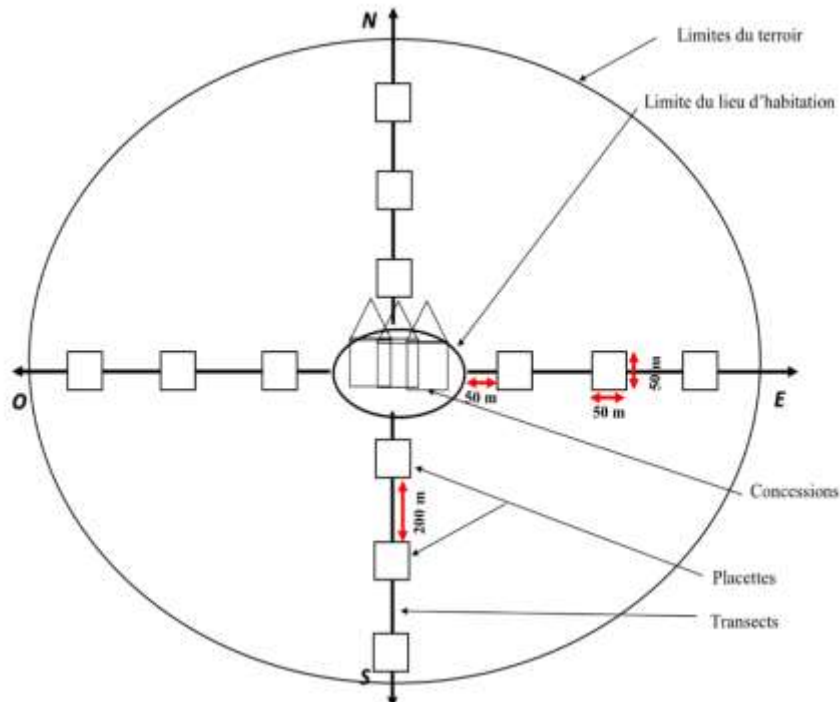 N
Limites du terroir
Limite du lieu d'habitation
O
50 m
50 m
50 m
E
200 m
Concessions
Placettes
Transects
S